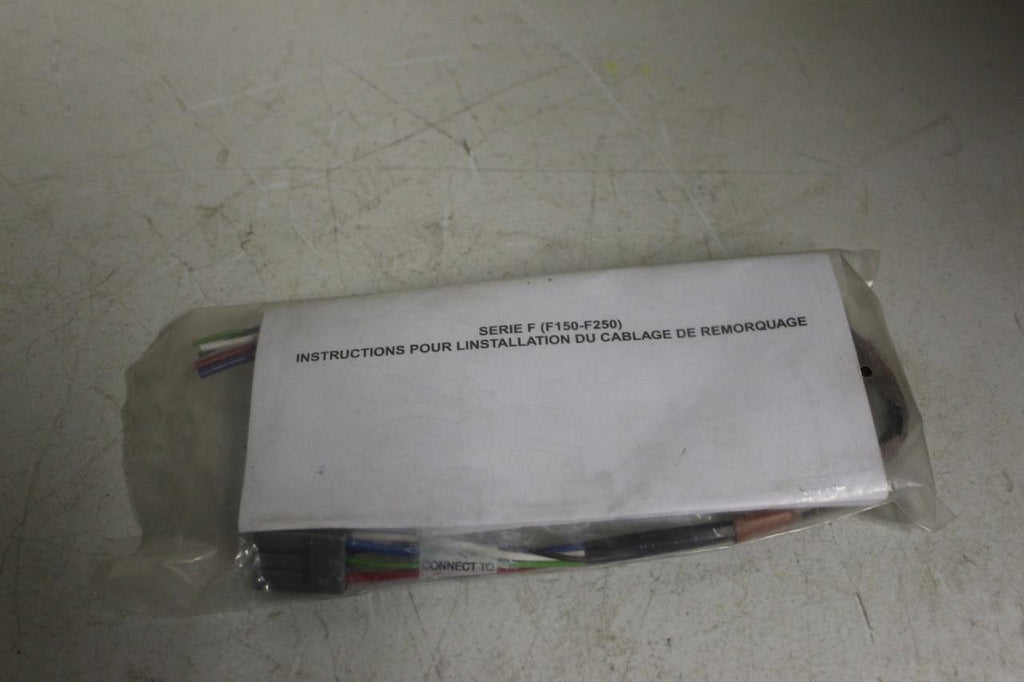 SERIE F (F150-F250)
INSTRUCTIONS POUR LINSTALLATION DU CABLAGE DE REMORQUAGE
CONNECT TO